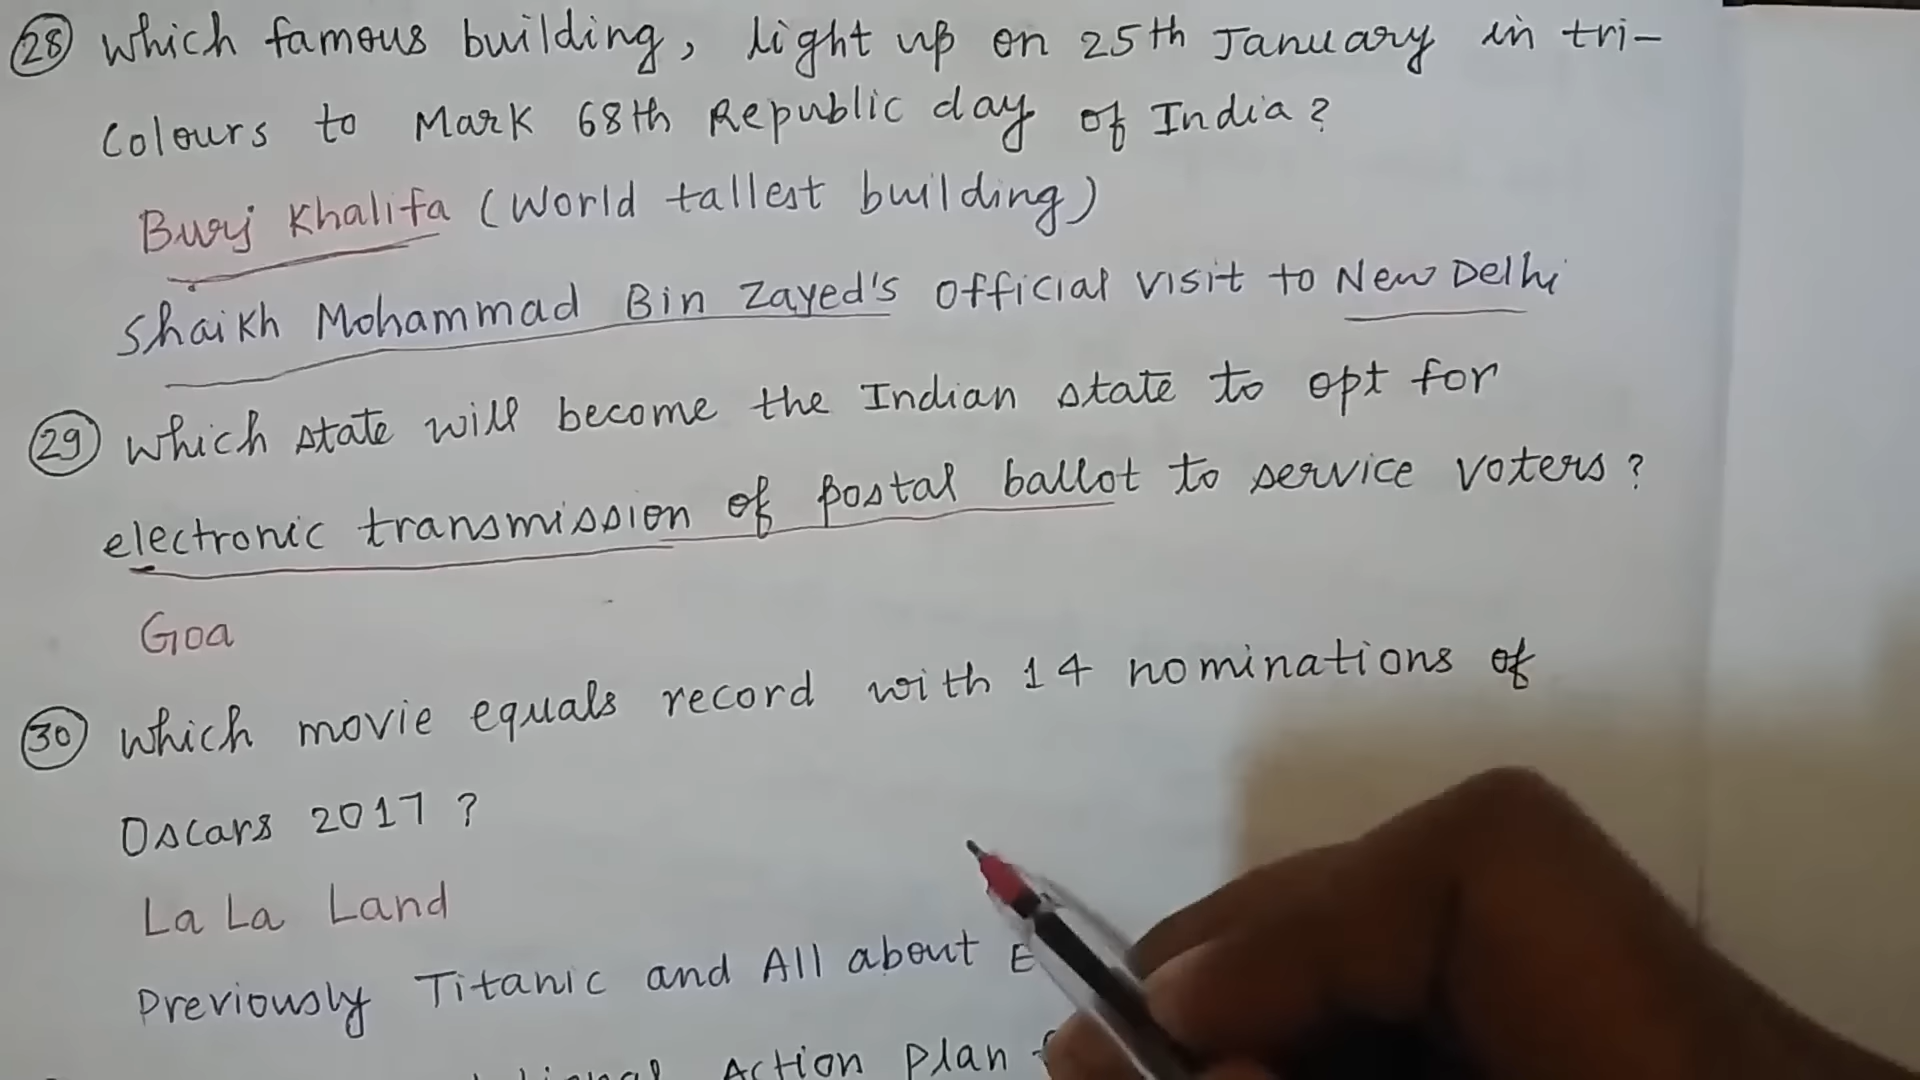 28 Which famous building, light up on 25th January in tri-
colours to Mark 68th Republic day of India?
Burj Khalifa (World tallest building)
Shaikh Mohammad Bin Zayed's official visit to New Delhi
29 Which state will become the Indian state to opt for
electronic transmission of postal ballot to service voters?
Goa
30 Which movie equals record with 14 nominations of
Oscars 2017?
La La Land
Previously Titanic and All about
Action Plan